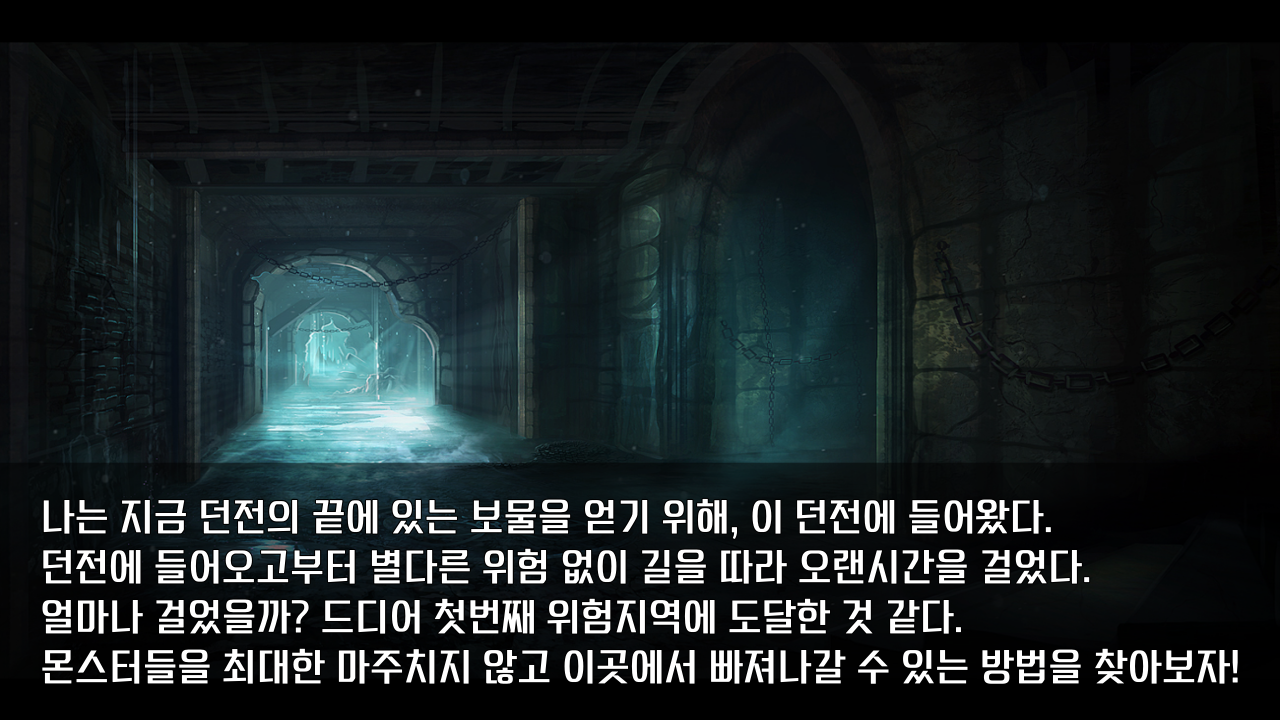 나는 지금 던전의 끝에 있는 보물을 얻기 위해, 이 던전에 들어왔다.
던전에 들어오고부터 별다른 위험 없이 길을 따라 오랜시간을 걸었다.
얼마나 걸었을까? 드디어 첫번째 위험지역에 도달한 것 같다.
몬스터들을 최대한 마주치지 않고 이곳에서 빠져나갈 수 있는 방법을 찾아보자!